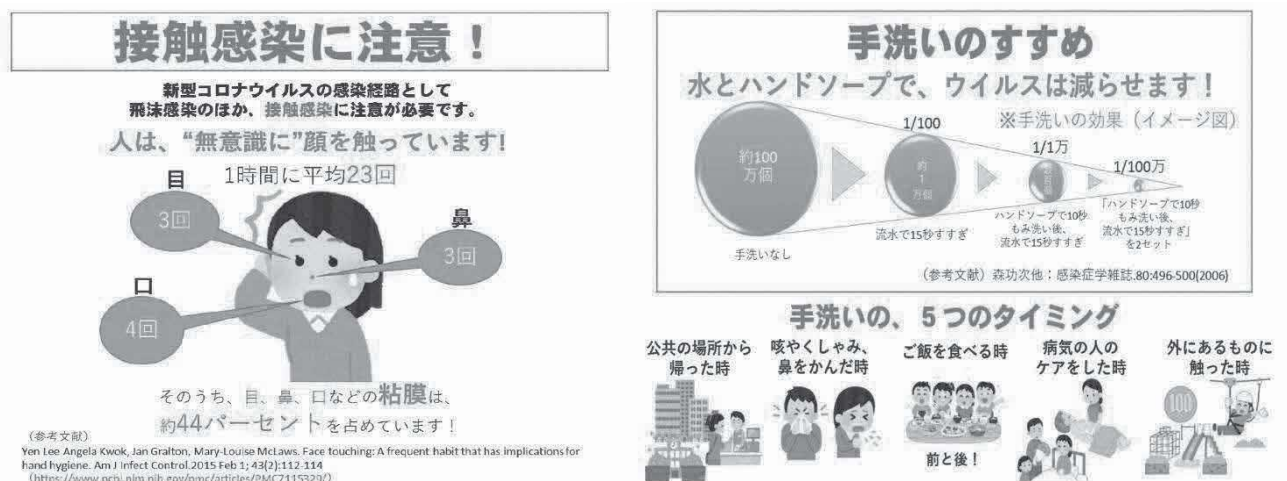 接触感染に注意！
新型コロナウイルスの感染経路として
飛沫感染のほか、接触感染に注意が必要です。
人は、“無意識に”顔を触っています!
1時間に平均23回
目
3回
鼻
3回
口
4回
そのうち、目、鼻、口などの粘膜は、
約44パーセントを占めています！
（参考文献）
Yen Lee Angela Kwok, Jan Gralton, Mary-Louise McLaws. Face touching: A frequent habit that has implications for
hand hygiene. Am J Infect Control.2015 Feb 1; 43(2):112-114
（https://www.ncbi.nlm.nih.gov/pmc/articles/PMC7115329/）
手洗いのすすめ
水とハンドソープで、ウイルスは減らせます！
※手洗いの効果（イメージ図）
約100
万個
手洗いなし
1/100
約
1
万個
流水で15秒すすぎ
1/1万
ハンドソープで10秒
もみ洗い後、
流水で15秒すすぎ
1/100万
「ハンドソープで10秒
もみ洗い後、
流水で15秒すすぎ」
を2セット
（参考文献）森功次他：感染症学雑誌.80:496-500(2006)
手洗いの、５つのタイミング
公共の場所から
帰った時
咳やくしゃみ、
鼻をかんだ時
ご飯を食べる時
前と後！
病気の人の
ケアをした時
外にあるものに
触った時
100